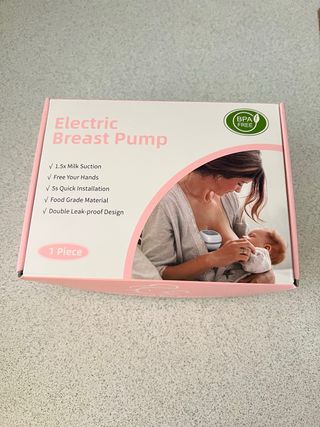 Electric
Breast Pump
BPA
FREE
√ 1.5x Milk Suction
√ Free Your Hands
√ 5s Quick Installation
√ Food Grade Material
√ Double Leak-proof Design
1 Piece